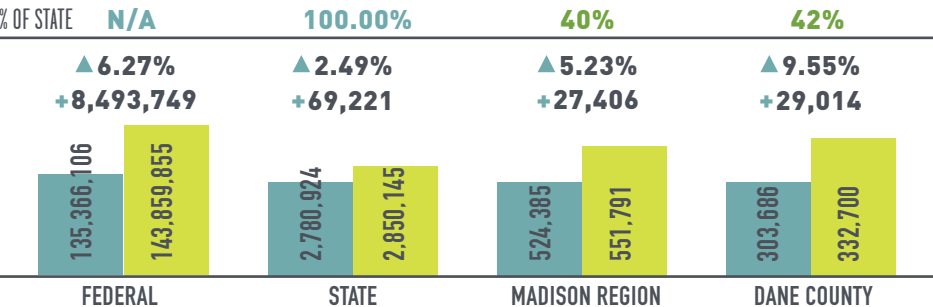 % OF STATE N/A 100.00% 40% 42%
▲6.27% ▲2.49% ▲5.23% ▲9.55%
+8,493,749 +69,221 +27,406 +29,014
135,366,106 143,859,855 2,780,924 2,850,145 524,385 551,791 303,686 332,700
FEDERAL STATE MADISON REGION DANE COUNTY